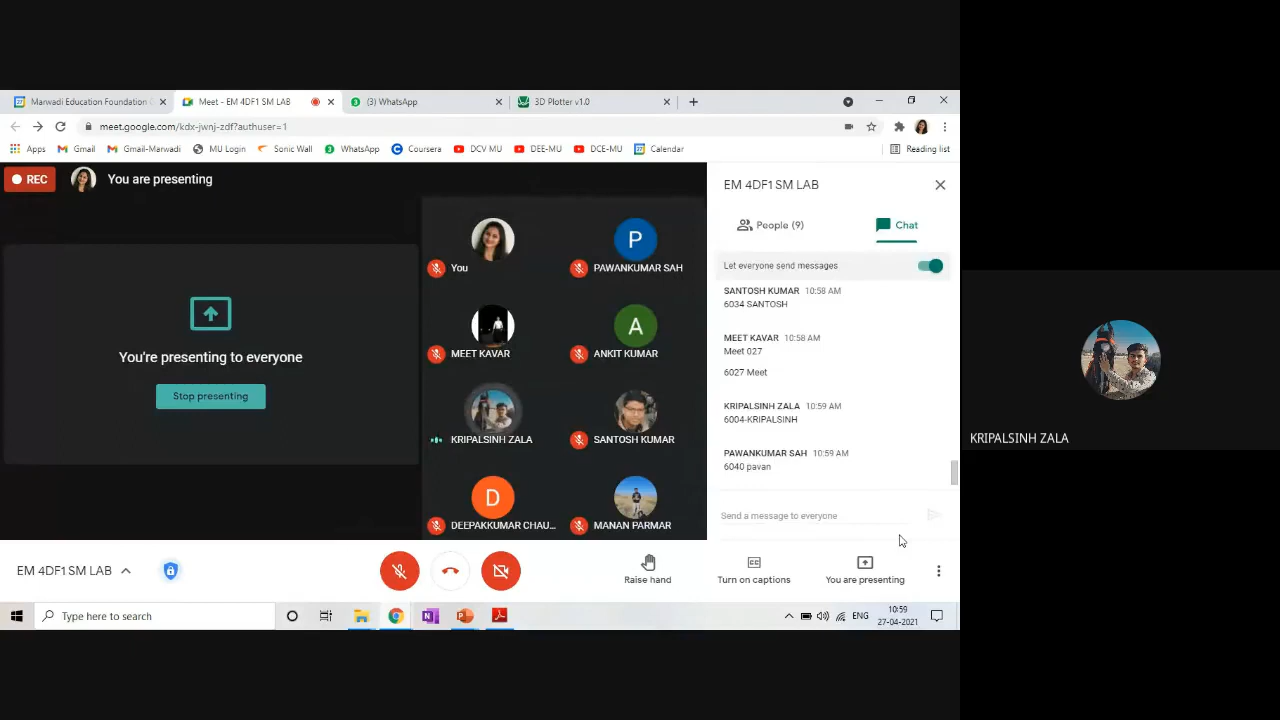 Marwadi Education Foundation
Meet - EM 4DF1 SM LAB
(3) WhatsApp
3D Plotter v1.0
meet.google.com/kdx-jwnj-zdf?authuser=1
Apps
Gmail
Gmail-Marwadi
MU Login
Sonic Wall
WhatsApp
Coursera
DCV MU
DEE-MU
DCE-MU
Calendar
Reading list
REC
You are presenting
You're presenting to everyone
Stop presenting
You
P
PAWANKUMAR SAH
MEET KAVAR
A
ANKIT KUMAR
KRIPALSINH ZALA
SANTOSH KUMAR
D
DEEPAKKUMAR CHAU...
MANAN PARMAR
EM 4DF1 SM LAB
People (9)
Chat
Let everyone send messages
SANTOSH KUMAR 10:58 AM
6034 SANTOSH
MEET KAVAR 10:58 AM
Meet 027
6027 Meet
KRIPALSINH ZALA 10:59 AM
6004-KRIPALSINH
PAWANKUMAR SAH 10:59 AM
6040 pavan
Send a message to everyone
EM 4DF1 SM LAB
Raise hand
Turn on captions
You are presenting
Type here to search
ENG
10:59
27-04-2021
KRIPALSINH ZALA